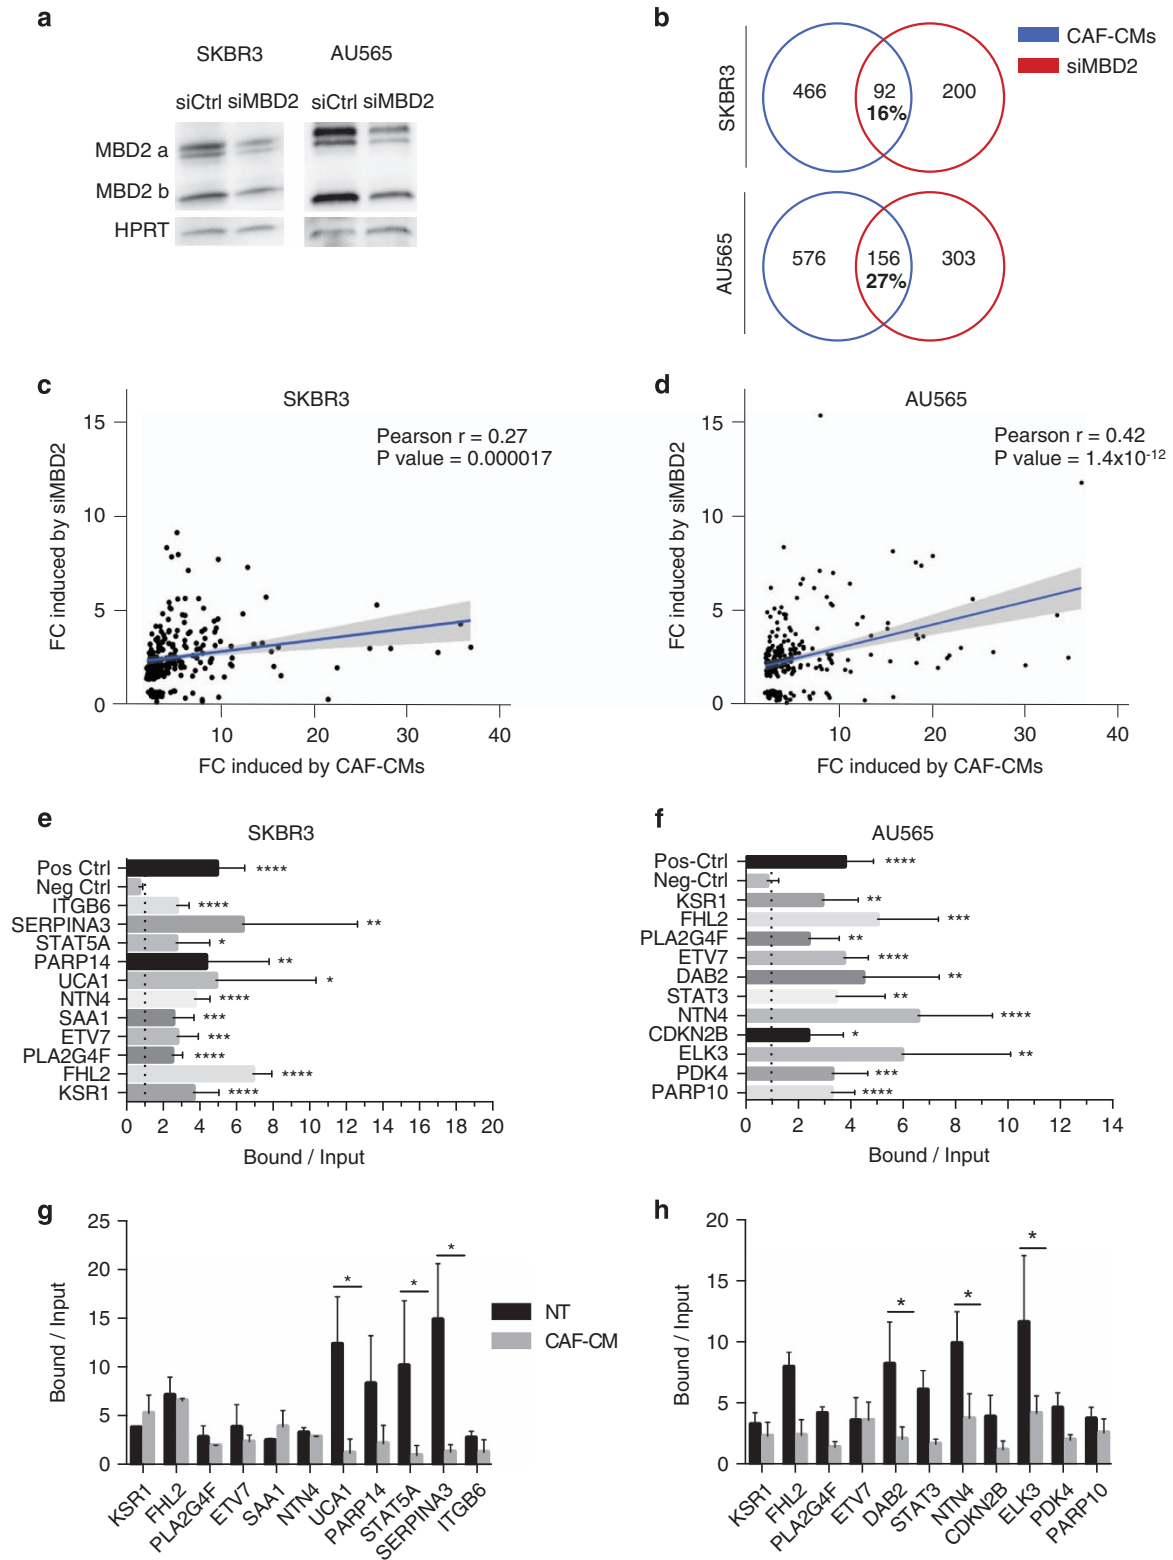 a
SKBR3 AU565
siCtrl siMBD2 siCtrl siMBD2
MBD2 a
MBD2 b
HPRT
b
SKBR3
466 92 200
16%
AU565
576 156 303
27%
CAF-CMs
siMBD2
c
SKBR3
Pearson r = 0.27
P value = 0.000017
FC induced by siMBD2
15
10
5
0
10 20 30 40
FC induced by CAF-CMs
d
AU565
Pearson r = 0.42
P value = 1.4x10-12
FC induced by siMBD2
15
10
5
0
10 20 30 40
FC induced by CAF-CMs
e
SKBR3
Pos Ctrl ****
Neg Ctrl
ITGB6 ****
SERPINA3 **
STAT5A *
PARP14 **
UCA1 *
NTN4 ****
SAA1 ***
ETV7 ***
PLA2G4F ****
FHL2 ****
KSR1 ****
0 2 4 6 8 10 12 14 16 18 20
Bound / Input
f
AU565
Pos-Ctrl ****
Neg-Ctrl
KSR1 **
FHL2 ***
PLA2G4F **
ETV7 ****
DAB2 **
STAT3 **
NTN4 ****
CDKN2B *
ELK3 **
PDK4 ***
PARP10 ****
0 2 4 6 8 10 12 14
Bound / Input
g
Bound / Input
25
20
15
10
5
0
* * *
NT
CAF-CM
KSR1 FHL2 PLA2G4F ETV7 SAA1 NTN4 UCA1 PARP14 STAT5A SERPINA3 ITGB6
h
Bound / Input
20
15
10
5
0
* * *
KSR1 FHL2 PLA2G4F ETV7 DAB2 STAT3 NTN4 CDKN2B ELK3 PDK4 PARP10